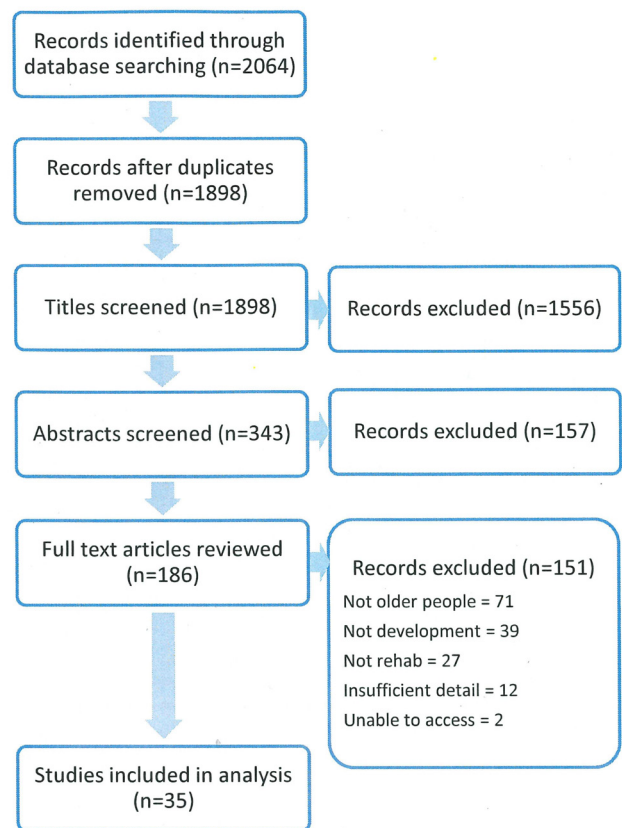 Records identified through
database searching (n=2064)
Records after duplicates
removed (n=1898)
Titles screened (n=1898)
Records excluded (n=1556)
Abstracts screened (n=343)
Records excluded (n=157)
Full text articles reviewed
(n=186)
Records excluded (n=151)
Not older people = 71
Not development = 39
Not rehab = 27
Insufficient detail = 12
Unable to access = 2
Studies included in analysis
(n=35)